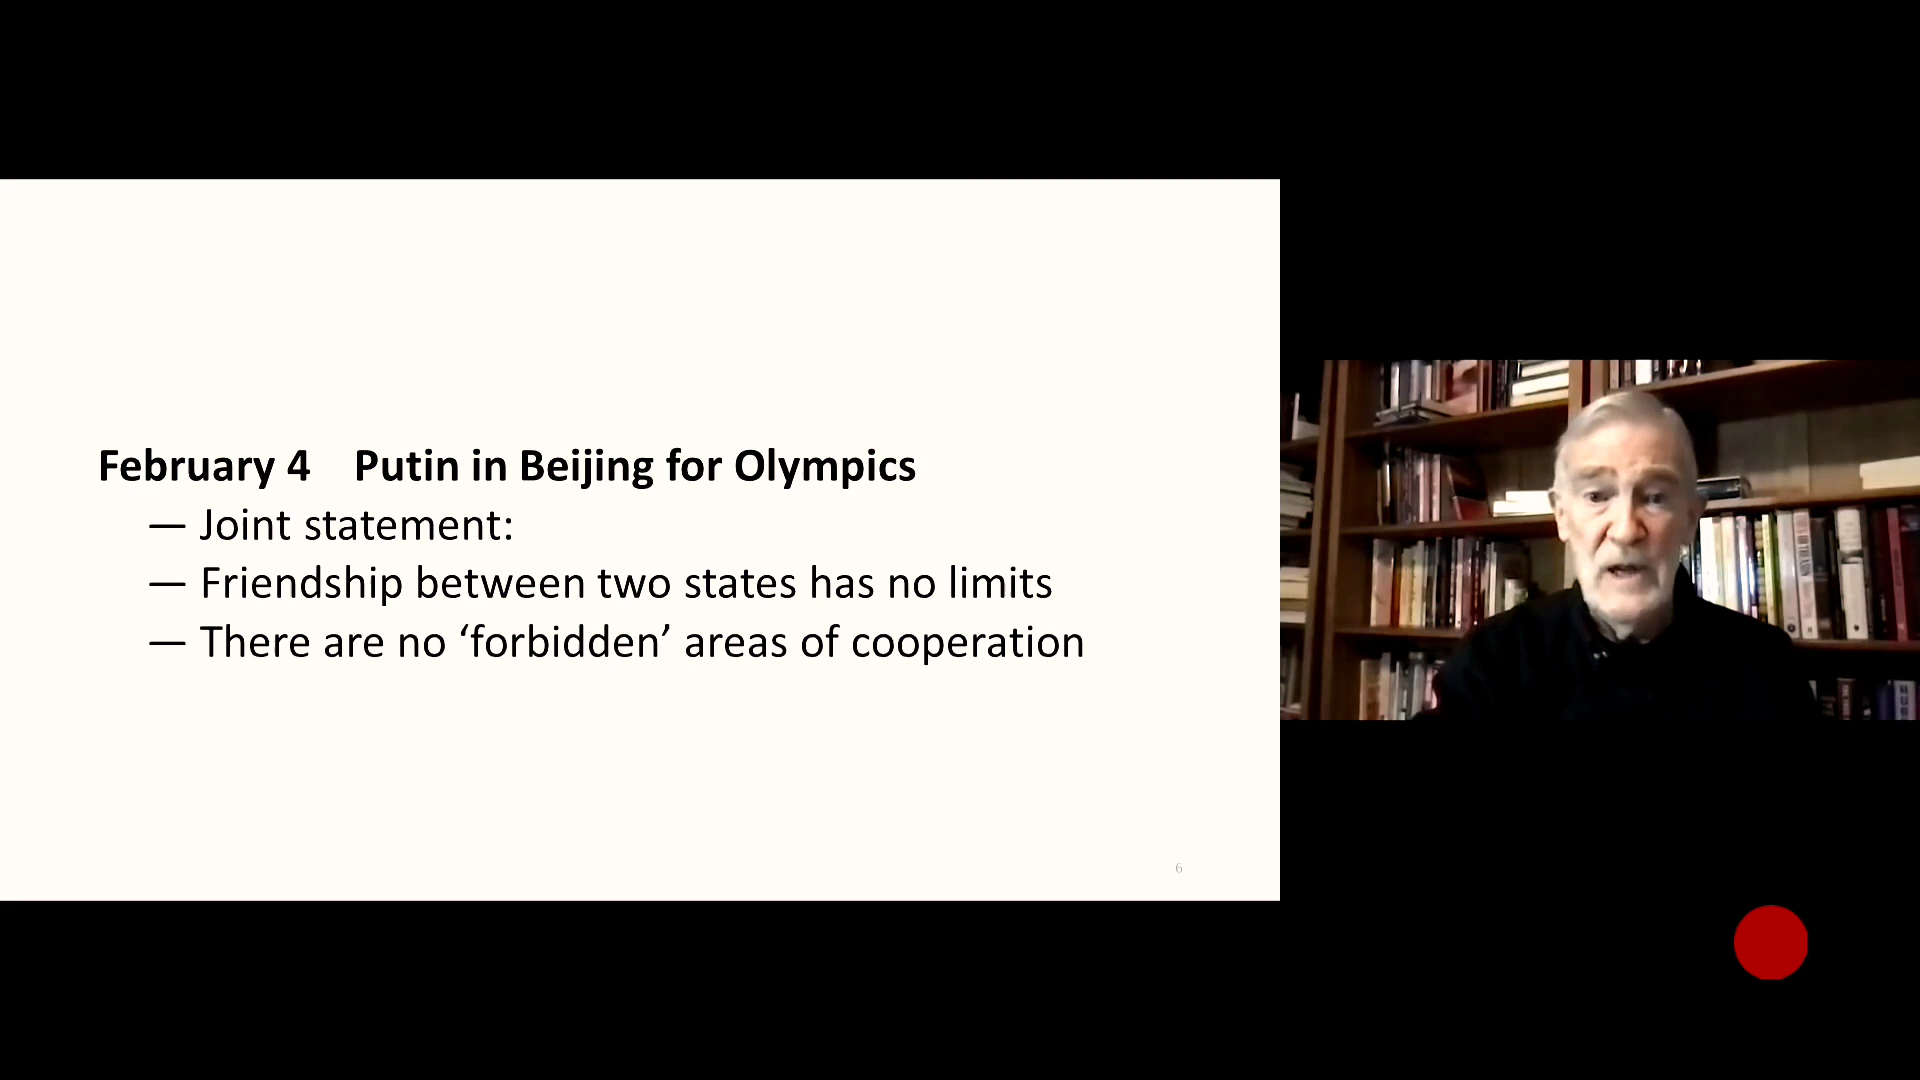 February 4 Putin in Beijing for Olympics
— Joint statement:
— Friendship between two states has no limits
— There are no ‘forbidden’ areas of cooperation
6